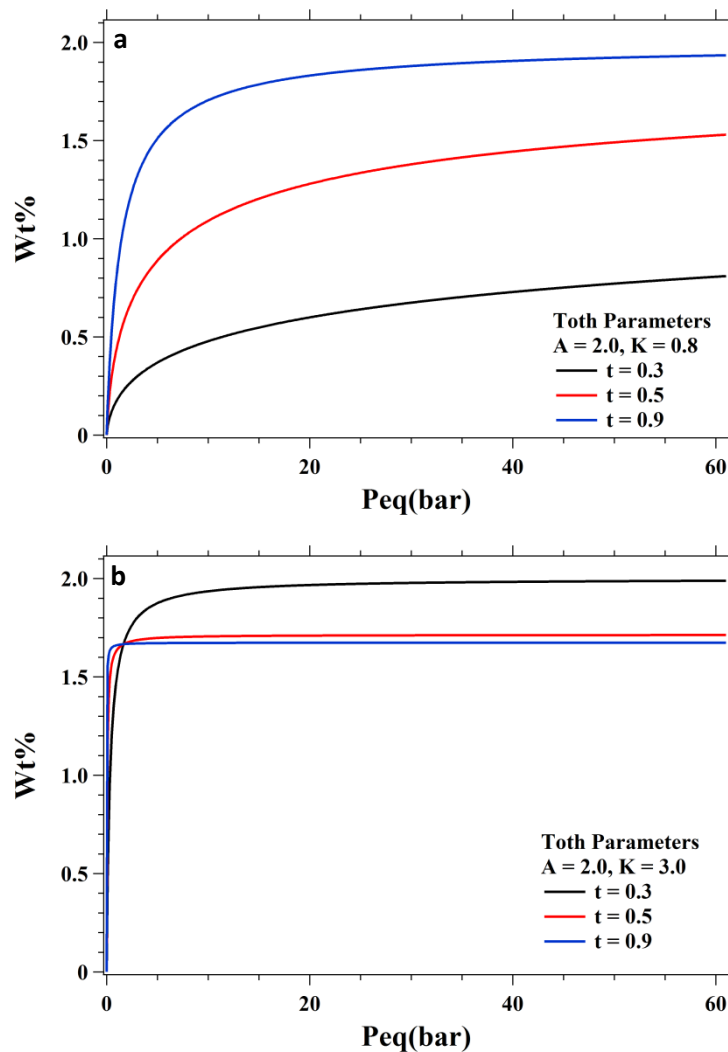 a
2.0
1.5
1.0
0.5
0
Wt%
0
20
40
60
Peq(bar)
Toth Parameters
A = 2.0, K = 0.8
t = 0.3
t = 0.5
t = 0.9
b
2.0
1.5
1.0
0.5
0
Wt%
0
20
40
60
Peq(bar)
Toth Parameters
A = 2.0, K = 3.0
t = 0.3
t = 0.5
t = 0.9